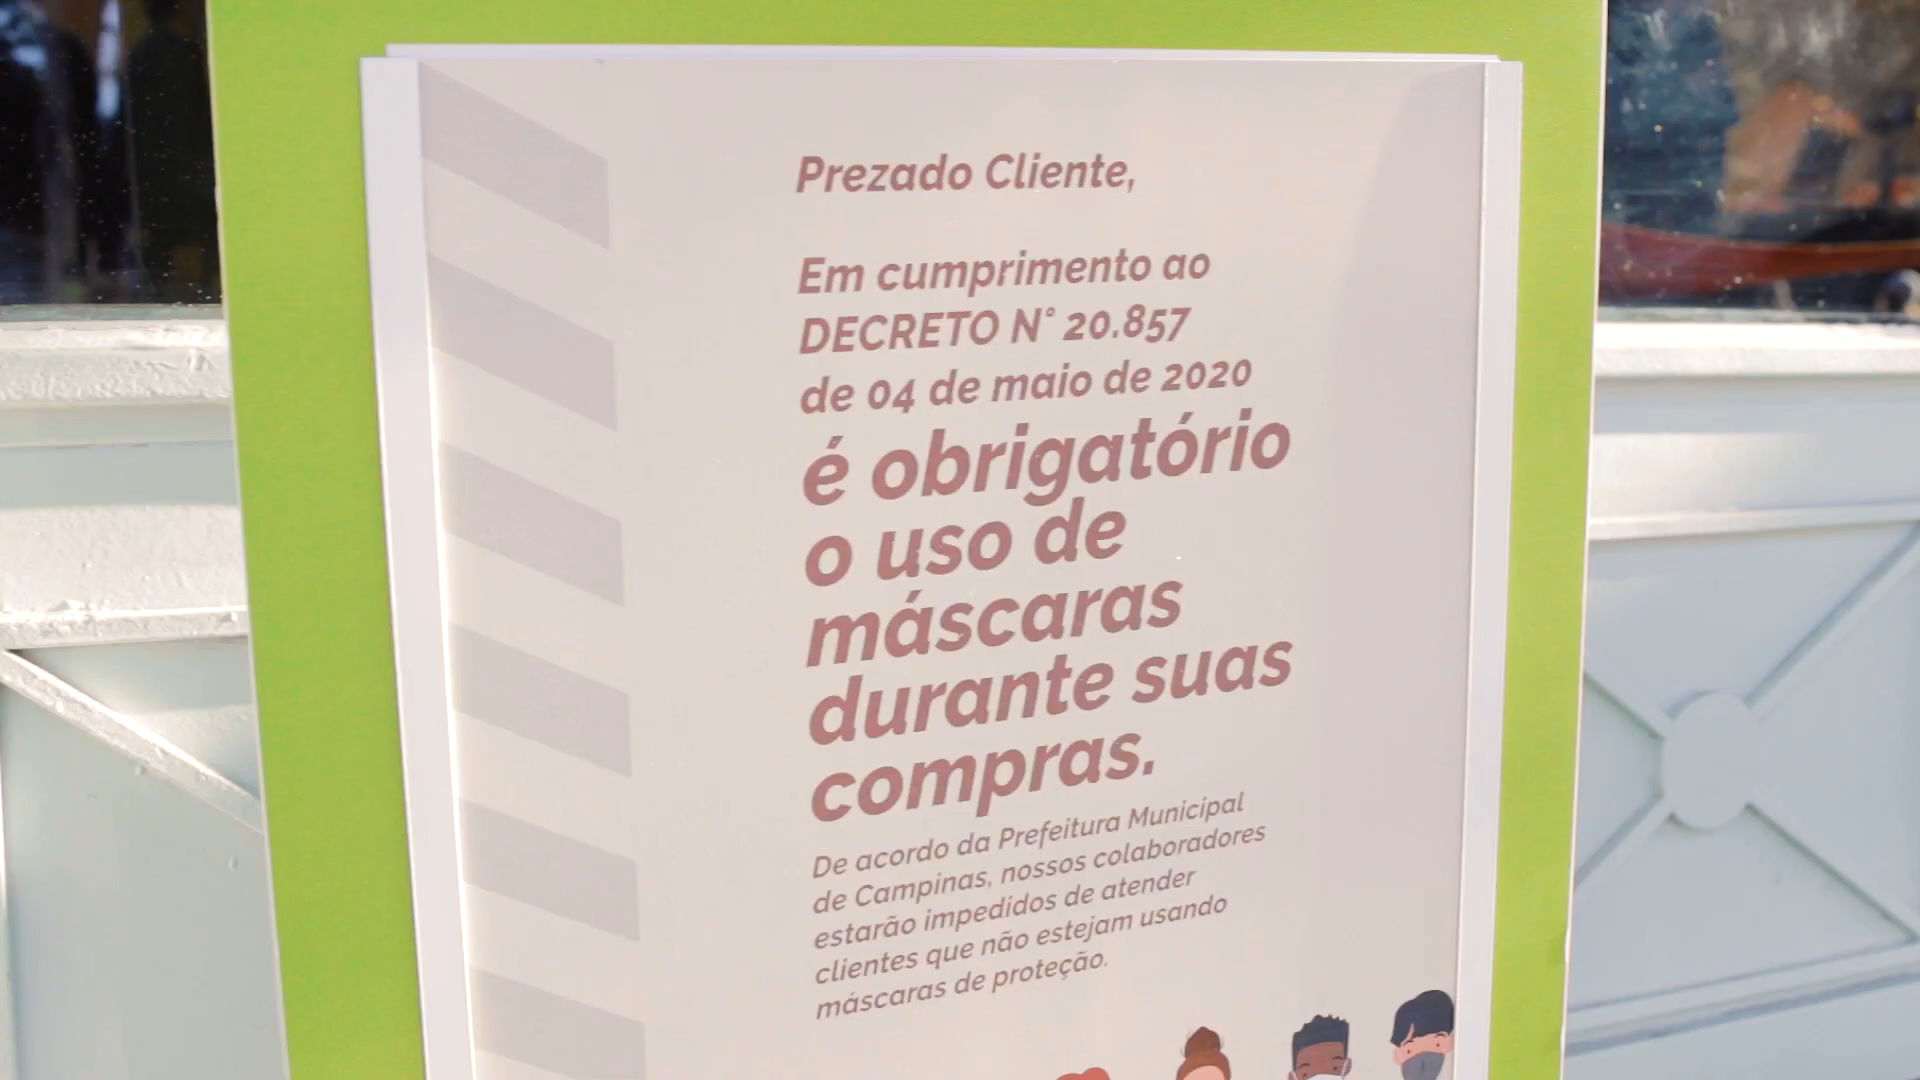 Prezado Cliente,
Em cumprimento ao
DECRETO N° 20.857
de 04 de maio de 2020
é obrigatório
o uso de
máscaras
durante suas
compras.
De acordo da Prefeitura Municipal
de Campinas, nossos colaboradores
estarão impedidos de atender
clientes que não estejam usando
máscaras de proteção.